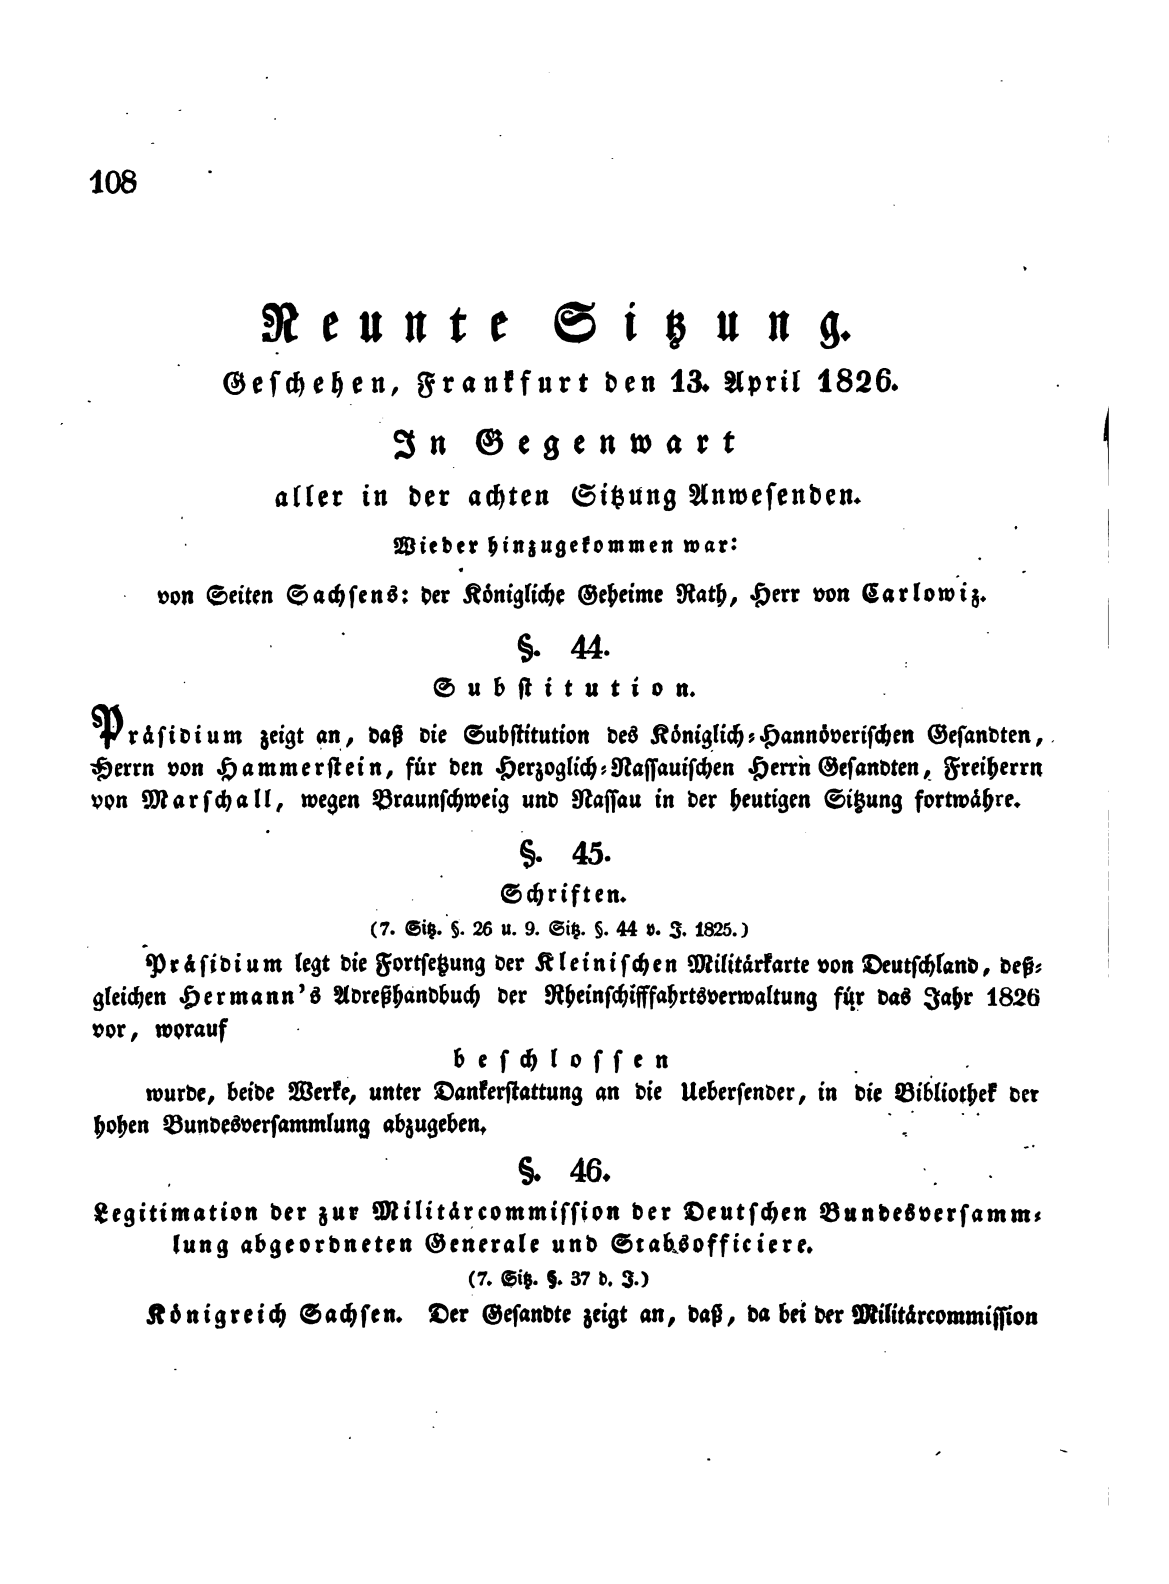 108
Neunte Sitzung.
Geschehen, Frankfurt den 13. April 1826.
In Gegenwart
aller in der achten Sitzung Anwesenden.
Wieder hinzugekommen war:
von Seiten Sachsens: der Königliche Geheime Rath, Herr von Carlowiz.
§. 44.
Substitution.
Präsidium zeigt an, daß die Substitution des Königlich-Hannöverischen Gesandten,
Herrn von Hammerstein, für den Herzoglich-Nassauischen Herrn Gesandten, Freiherrn
von Marschall, wegen Braunschweig und Nassau in der heutigen Sitzung fortwähre.
§. 45.
Schriften.
(7. Sitz. §. 26 u. 9. Sitz. §. 44 v. J. 1825.)
Präsidium legt die Fortsetzung der Kleinischen Militärkarte von Deutschland, deß-
gleichen Hermann's Adreßhandbuch der Rheinschifffahrtsverwaltung für das Jahr 1826
vor, worauf
beschlossen
wurde, beide Werke, unter Dankerstattung an die Uebersender, in die Bibliothek der
hohen Bundesversammlung abzugeben.
§. 46.
Legitimation der zur Militärcommission der Deutschen Bundesversamm-
lung abgeordneten Generale und Stabsofficiere.
(7. Sitz. §. 37 d. J.)
Königreich Sachsen. Der Gesandte zeigt an, daß, da bei der Militärcommission